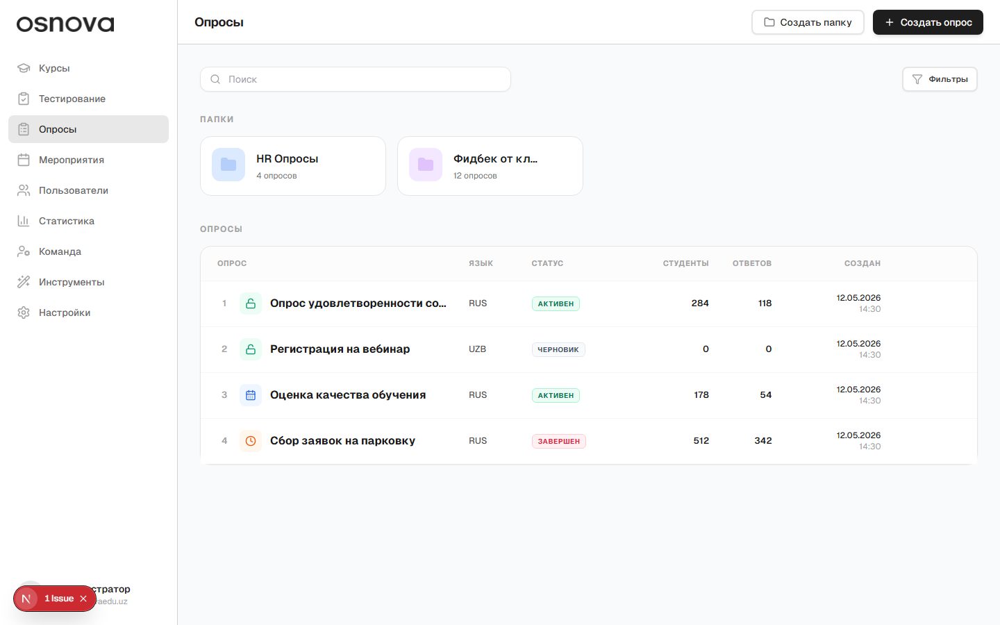 osnova
Опросы
Создать папку
Создать опрос
Курсы
Тестирование
Опросы
Мероприятия
Пользователи
Статистика
Команда
Инструменты
Настройки
Поиск
Фильтры
ПАПКИ
HR Опросы
4 опросов
Фидбек от кл...
12 опросов
ОПРОСЫ
ОПРОС ЯЗЫК СТАТУС СТУДЕНТЫ ОТВЕТОВ СОЗДАН
1 Опрос удовлетворенности со... RUS АКТИВЕН 284 118 12.05.2026
14:30
2 Регистрация на вебинар UZB ЧЕРНОВИК 0 0 12.05.2026
14:30
3 Оценка качества обучения RUS АКТИВЕН 178 54 12.05.2026
14:30
4 Сбор заявок на парковку RUS ЗАВЕРШЕН 512 342 12.05.2026
14:30
стратор
aedu.uz
N 1 Issue